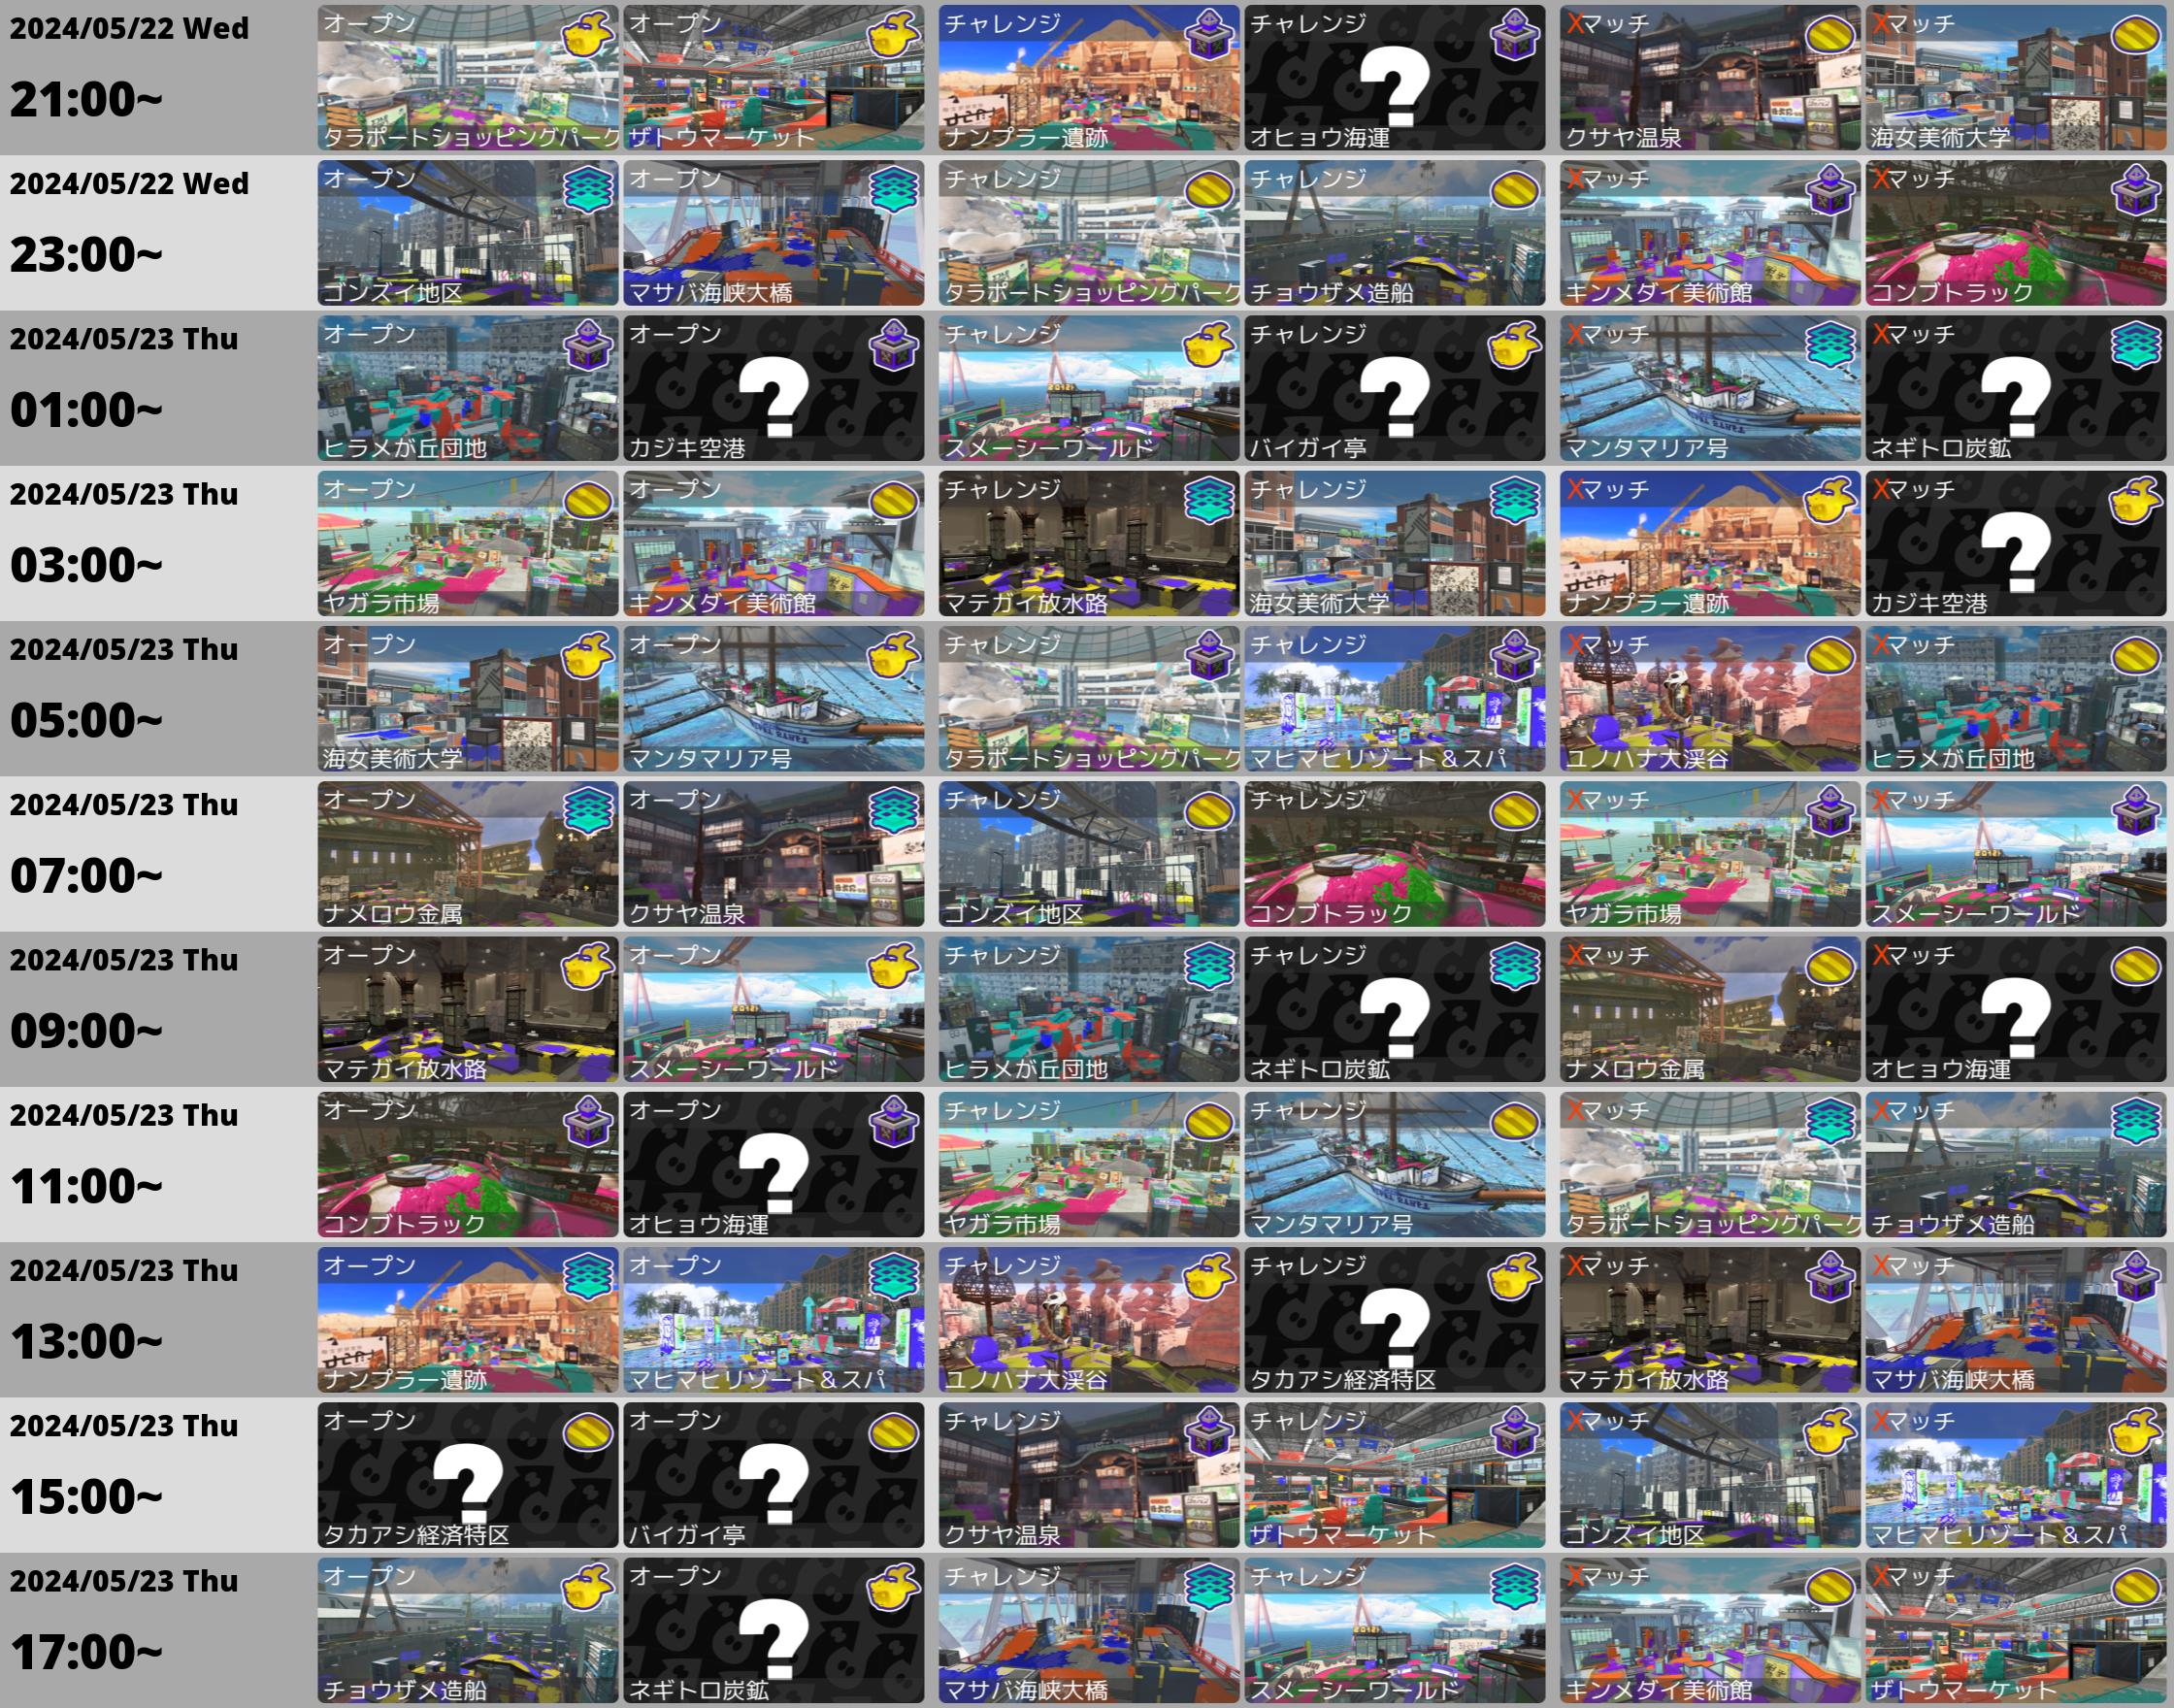 2024/05/22 Wed
21:00~
オープン
タラポートショッピングパーク
オープン
ザトウマーケット
チャレンジ
ナンプラー遺跡
チャレンジ
?
オヒョウ海運
Xマッチ
クサヤ温泉
Xマッチ
海女美術大学
2024/05/22 Wed
23:00~
オープン
ゴンズイ地区
オープン
マサバ海峡大橋
チャレンジ
タラポートショッピングパーク
チャレンジ
チョウザメ造船
Xマッチ
キンメダイ美術館
Xマッチ
コンブトラック
2024/05/23 Thu
01:00~
オープン
ヒラメが丘団地
オープン
?
カジキ空港
チャレンジ
スメーシーワールド
チャレンジ
?
バイガイ亭
Xマッチ
マンタマリア号
Xマッチ
?
ネギトロ炭鉱
2024/05/23 Thu
03:00~
オープン
ヤガラ市場
オープン
キンメダイ美術館
チャレンジ
マテガイ放水路
チャレンジ
海女美術大学
Xマッチ
ナンプラー遺跡
Xマッチ
?
カジキ空港
2024/05/23 Thu
05:00~
オープン
海女美術大学
オープン
マンタマリア号
チャレンジ
タラポートショッピングパーク
チャレンジ
マヒマヒリゾート&スパ
Xマッチ
ユノハナ大渓谷
Xマッチ
ヒラメが丘団地
2024/05/23 Thu
07:00~
オープン
ナメロウ金属
オープン
クサヤ温泉
チャレンジ
ゴンズイ地区
チャレンジ
コンブトラック
Xマッチ
ヤガラ市場
Xマッチ
スメーシーワールド
2024/05/23 Thu
09:00~
オープン
マテガイ放水路
オープン
スメーシーワールド
チャレンジ
ヒラメが丘団地
チャレンジ
?
ネギトロ炭鉱
Xマッチ
ナメロウ金属
Xマッチ
?
オヒョウ海運
2024/05/23 Thu
11:00~
オープン
コンブトラック
オープン
?
オヒョウ海運
チャレンジ
ヤガラ市場
チャレンジ
マンタマリア号
Xマッチ
タラポートショッピングパーク
Xマッチ
チョウザメ造船
2024/05/23 Thu
13:00~
オープン
ナンプラー遺跡
オープン
マヒマヒリゾート&スパ
チャレンジ
ユノハナ大渓谷
チャレンジ
?
タカアシ経済特区
Xマッチ
マテガイ放水路
Xマッチ
マサバ海峡大橋
2024/05/23 Thu
15:00~
オープン
?
タカアシ経済特区
オープン
?
バイガイ亭
チャレンジ
クサヤ温泉
チャレンジ
ザトウマーケット
Xマッチ
ゴンズイ地区
Xマッチ
マヒマヒリゾート&スパ
2024/05/23 Thu
17:00~
オープン
チョウザメ造船
オープン
?
ネギトロ炭鉱
チャレンジ
マサバ海峡大橋
チャレンジ
スメーシーワールド
Xマッチ
キンメダイ美術館
Xマッチ
ザトウマーケット